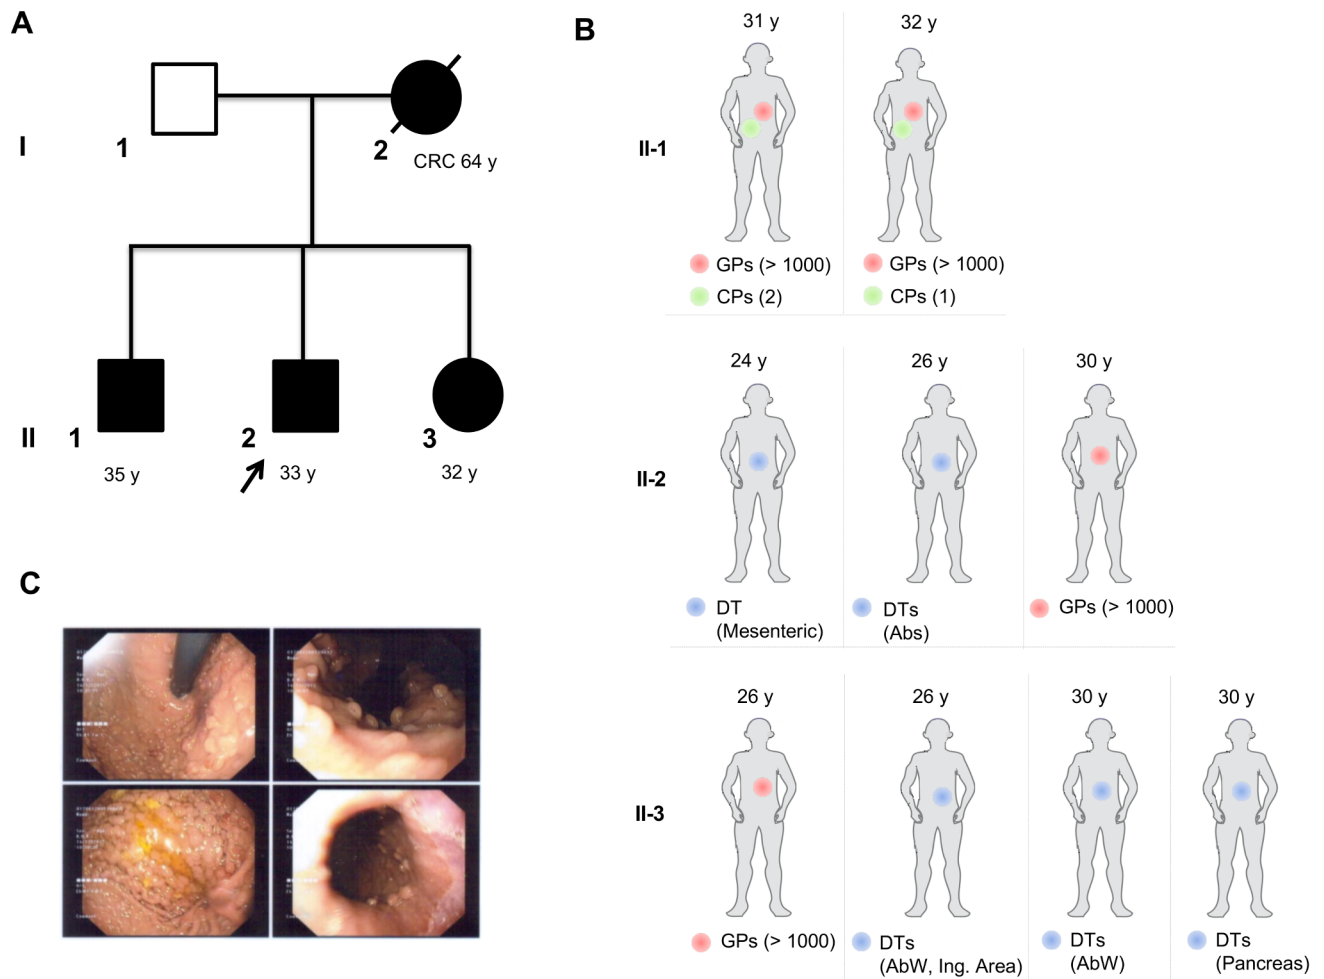 A
I
1
2
CRC 64 y
II
1
2
3
35 y
33 y
32 y
B
31 y
32 y
II-1
GPs (> 1000)
GPs (> 1000)
CPs (2)
CPs (1)
24 y
26 y
30 y
II-2
DT
(Mesenteric)
DTs
(Abs)
GPs (> 1000)
26 y
26 y
30 y
30 y
II-3
GPs (> 1000)
DTs
(AbW, Ing. Area)
DTs
(AbW)
DTs
(Pancreas)
C